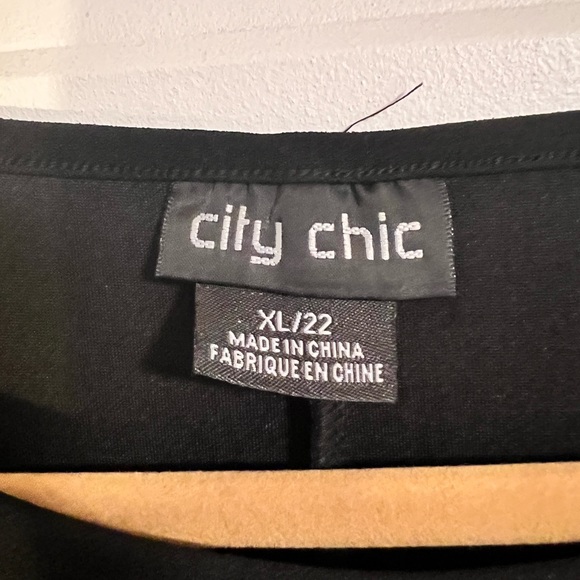 city chic
XL/22
MADE IN CHINA
FABRIQUE EN CHINE